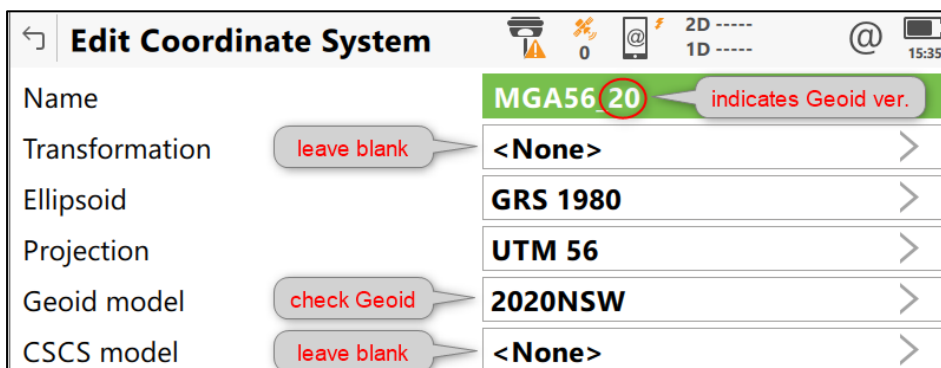 Edit Coordinate System 0 @ 2D ----- 1D ----- @ 15:35
Name MGA56_20 indicates Geoid ver.
Transformation leave blank <None>
Ellipsoid GRS 1980
Projection UTM 56
Geoid model check Geoid 2020NSW
CSCS model leave blank <None>